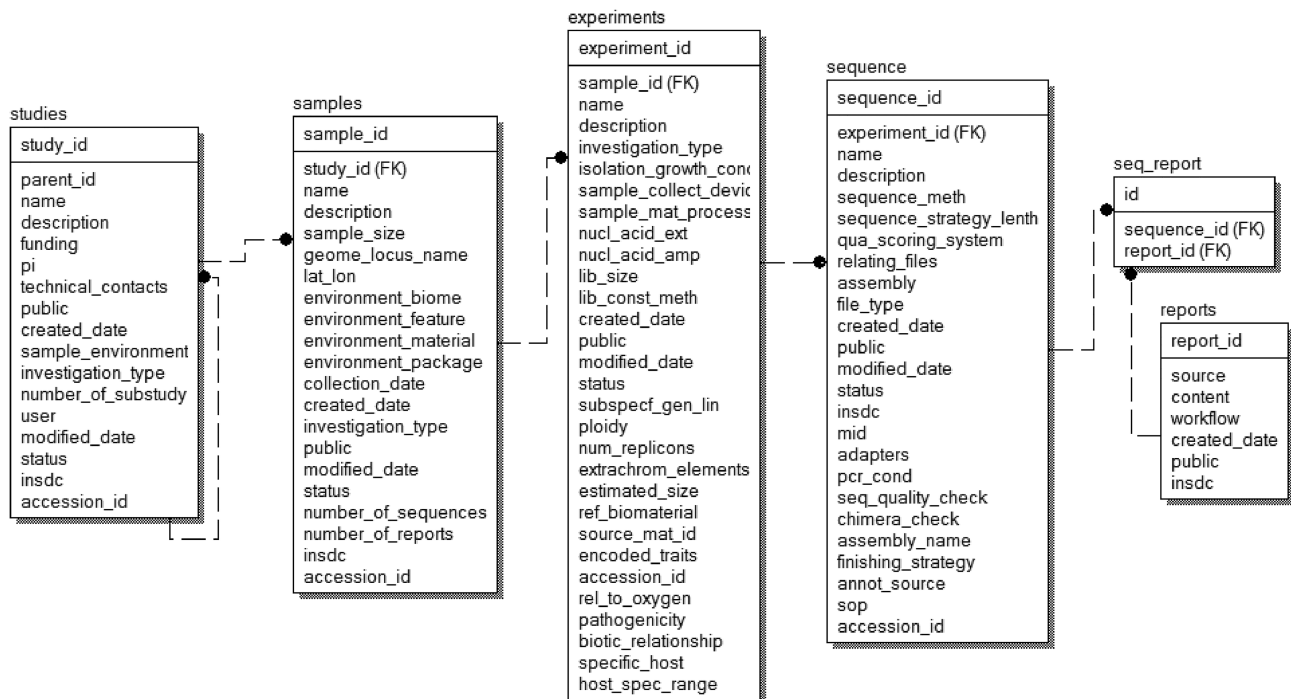 studies
study_id
parent_id
name
description
funding
pi
technical_contacts
public
created_date
sample_environment
investigation_type
number_of_substudy
user
modified_date
status
insdc
accession_id
samples
sample_id
study_id (FK)
name
description
sample_size
geome_locus_name
lat_lon
environment_biome
environment_feature
environment_material
environment_package
collection_date
created_date
investigation_type
public
modified_date
status
number_of_sequences
number_of_reports
insdc
accession_id
experiments
experiment_id
sample_id (FK)
name
description
investigation_type
isolation_growth_conc
sample_collect_devic
sample_mat_process
nucl_acid_ext
nucl_acid_amp
lib_size
lib_const_meth
created_date
public
modified_date
status
subspecf_gen_lin
ploidy
num_replicons
extrachrom_elements
estimated_size
ref_biomaterial
source_mat_id
encoded_traits
accession_id
rel_to_oxygen
pathogenicity
biotic_relationship
specific_host
host_spec_range
sequence
sequence_id
experiment_id (FK)
name
description
sequence_meth
sequence_strategy_lenth
qua_scoring_system
relating_files
assembly
file_type
created_date
public
modified_date
status
insdc
mid
adapters
pcr_cond
seq_quality_check
chimera_check
assembly_name
finishing_strategy
annot_source
sop
accession_id
seq_report
id
sequence_id (FK)
report_id (FK)
reports
report_id
source
content
workflow
created_date
public
insdc